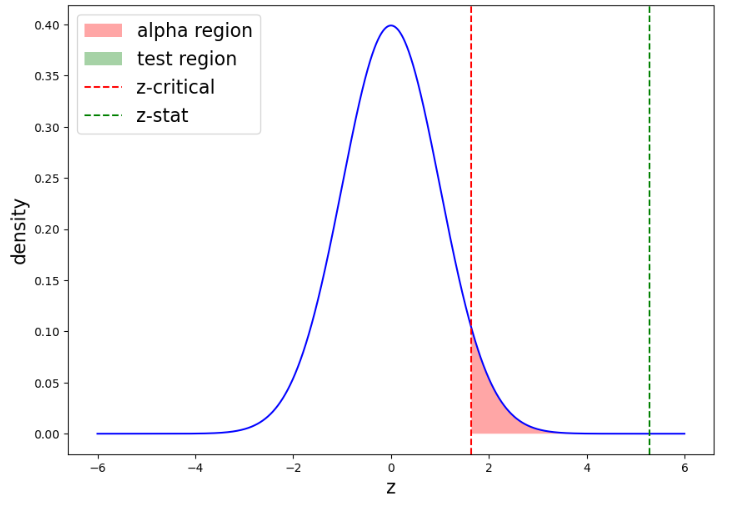 alpha region
test region
z-critical
z-stat
0.40
0.35
0.30
0.25
0.20
0.15
0.10
0.05
0.00
density
−6
−4
−2
0
2
4
6
z